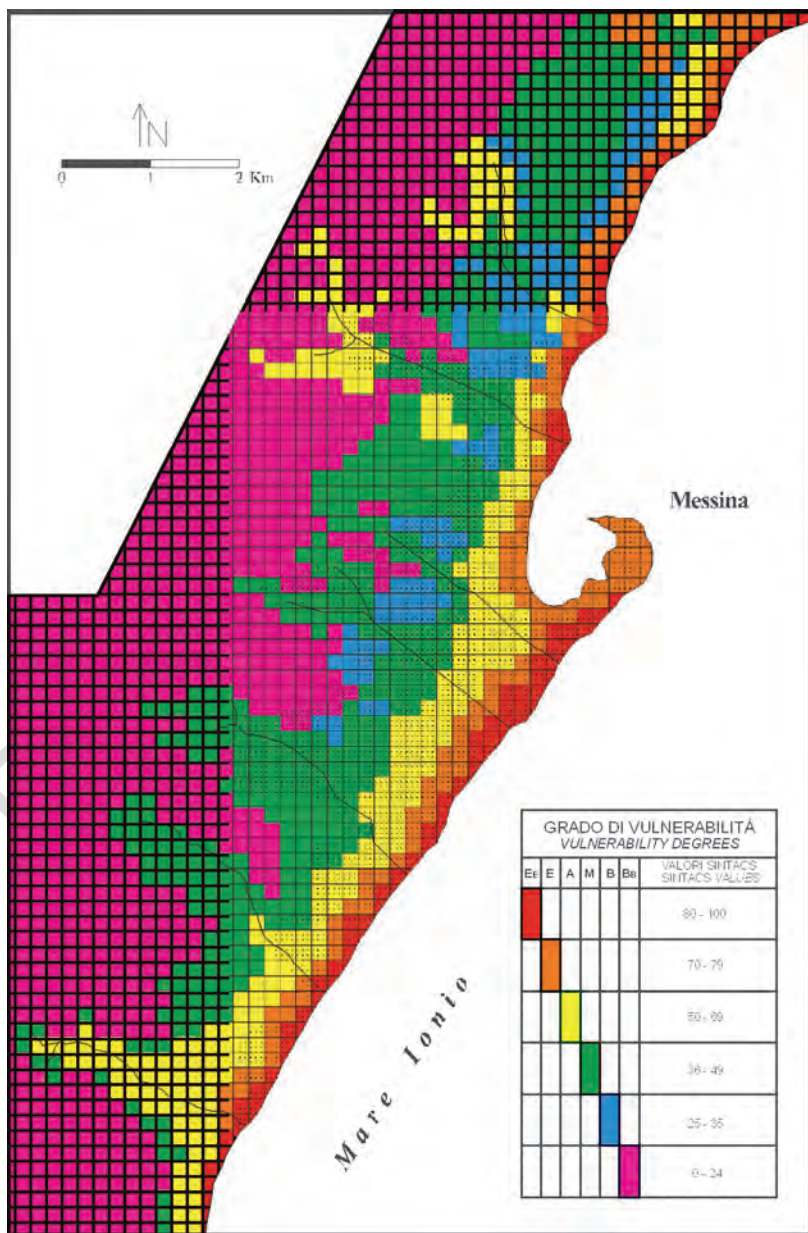 N
0 1 2 Km
Messina
Mare Ionio
GRADO DI VULNERABILITÀ
VULNERABILITY DEGREES
EE E A M B BB VALORI SINTACS
SINTACS VALUES
80 - 100
70 - 79
50 - 69
36 - 49
25 - 35
0 - 24